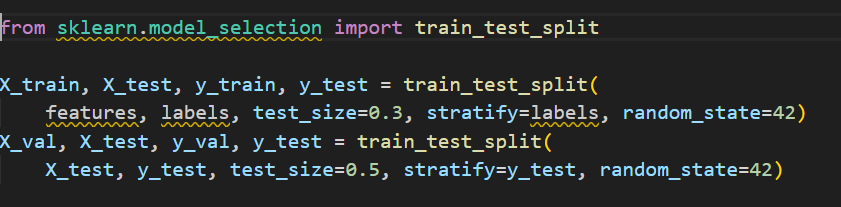 from sklearn.model_selection import train_test_split
X_train, X_test, y_train, y_test = train_test_split(
features, labels, test_size=0.3, stratify=labels, random_state=42)
X_val, X_test, y_val, y_test = train_test_split(
X_test, y_test, test_size=0.5, stratify=y_test, random_state=42)